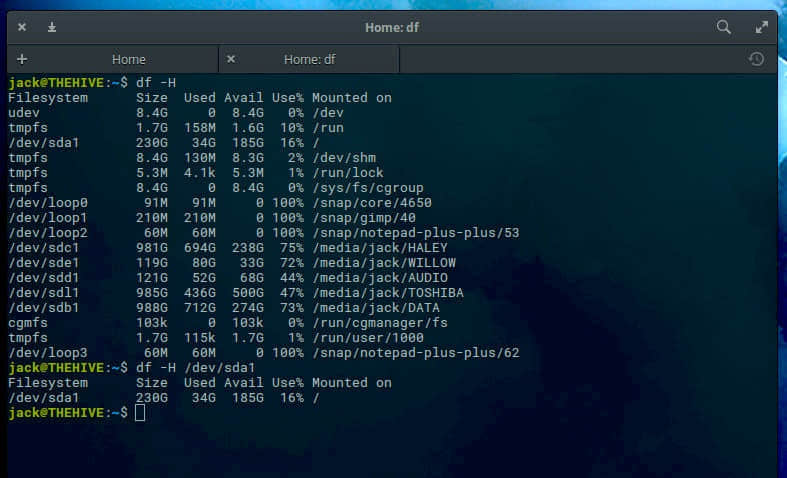 Home: df
Home
Home: df
jack@THEHIVE:~$ df -H
Filesystem      Size  Used Avail Use% Mounted on
udev            8.4G     0  8.4G   0% /dev
tmpfs           1.7G  158M  1.6G  10% /run
/dev/sda1       230G   34G  185G  16% /
tmpfs           8.4G  130M  8.3G   2% /dev/shm
tmpfs           5.3M  4.1k  5.3M   1% /run/lock
tmpfs           8.4G     0  8.4G   0% /sys/fs/cgroup
/dev/loop0       91M   91M     0 100% /snap/core/4650
/dev/loop1      210M  210M     0 100% /snap/gimp/40
/dev/loop2       60M   60M     0 100% /snap/notepad-plus-plus/53
/dev/sdc1       981G  694G  238G  75% /media/jack/HALEY
/dev/sde1       119G   80G   33G  72% /media/jack/WILLOW
/dev/sdd1       121G   52G   68G  44% /media/jack/AUDIO
/dev/sdl1       985G  436G  500G  47% /media/jack/TOSHIBA
/dev/sdb1       988G  712G  274G  73% /media/jack/DATA
cgmfs           103k     0  103k   0% /run/cgmanager/fs
tmpfs           1.7G  115k  1.7G   1% /run/user/1000
/dev/loop3       60M   60M     0 100% /snap/notepad-plus-plus/62
jack@THEHIVE:~$ df -H /dev/sda1
Filesystem      Size  Used Avail Use% Mounted on
/dev/sda1       230G   34G  185G  16% /
jack@THEHIVE:~$